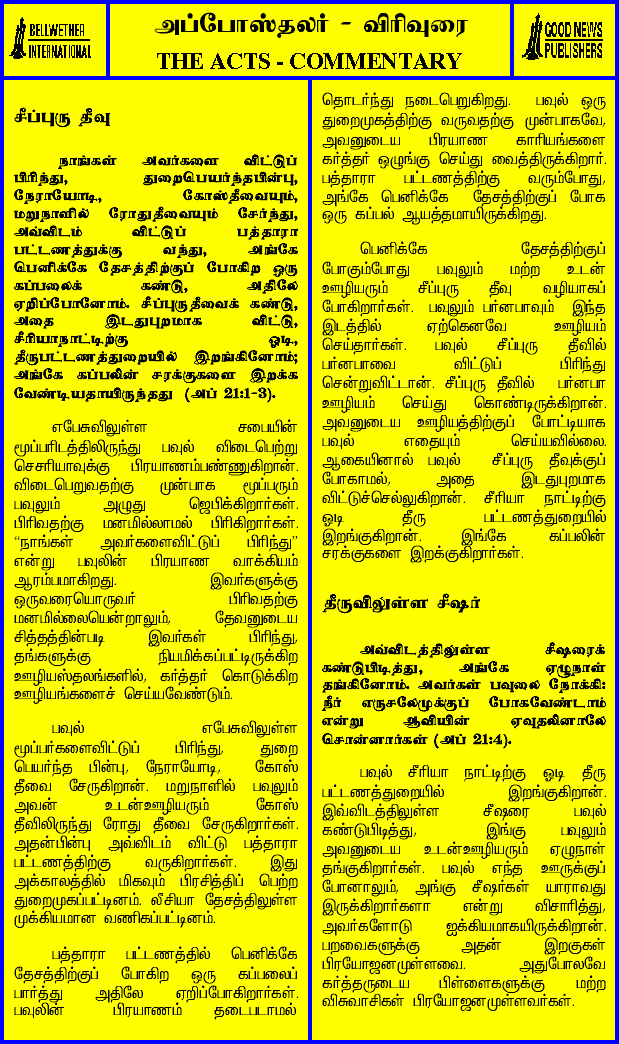 BELLWETHER
INTERNATIONAL
அப்போஸ்தலர் - விரிவுரை
THE ACTS - COMMENTARY
GOOD NEWS
PUBLISHERS
சீப்புரு தீவு
நாங்கள் அவர்களை விட்டுப்
பிரிந்து, துறைபெயர்த்தபின்பு,
நேராயோடி, கோஸ்தீவையும்,
மறுநாளில் ரோதுதீவையும் சேர்ந்து,
அவ்விடம் விட்டுப் பத்தாரா
பட்டணத்துக்கு வந்து, அங்கே
பெனிக்கே தேசத்திற்குப் போகிற ஒரு
கப்பலைக் கண்டு, அதிலே
ஏறிப்போனோம். சீப்புருதீவைக் கண்டு,
அதை இடதுபுறமாக விட்டு,
சீரியாநாட்டிற்கு ஓடி,
தீருபட்டணத்துறையில் இறங்கினோம்;
அங்கே கப்பலின் சரக்குகளை இறக்க
வேண்டியதாயிருந்தது (அப் 21:1-3).
எபேசுவிலுள்ள சபையின்
மூப்பரிடத்திலிருந்து பவுல் விடைபெற்று
செசரியாவுக்கு பிரயாணம்பண்ணுகிறான்.
விடைபெறுவதற்கு முன்பாக மூப்பரும்
பவுலும் அழுது ஜெபிக்கிறார்கள்.
பிரிவதற்கு மனமில்லாமல் பிரிகிறார்கள்.
“நாங்கள் அவர்களைவிட்டுப் பிரிந்து”
என்று பவுலின் பிரயாண வாக்கியம்
ஆரம்பமாகிறது. இவர்களுக்கு
ஒருவரையொருவர் பிரிவதற்கு
மனமில்லையென்றாலும், தேவனுடைய
சித்தத்தின்படி இவர்கள் பிரிந்து,
தங்களுக்கு நியமிக்கப்பட்டிருக்கிற
ஊழியஸ்தலங்களில், கர்த்தர் கொடுக்கிற
ஊழியங்களைச் செய்யவேண்டும்.
பவுல் எபேசுவிலுள்ள
மூப்பர்களைவிட்டுப் பிரிந்து, துறை
பெயர்ந்த பின்பு, நேராயோடி, கோஸ்
தீவை சேருகிறான். மறுநாளில் பவுலும்
அவன் உடன்ஊழியரும் கோஸ்
தீவிலிருந்து ரோது தீவை சேருகிறார்கள்.
அதன்பின்பு அவ்விடம் விட்டு பத்தாரா
பட்டணத்திற்கு வருகிறார்கள். இது
அக்காலத்தில் மிகவும் பிரசித்திப் பெற்ற
துறைமுகப்பட்டினம். லீசியா தேசத்திலுள்ள
முக்கியமான வணிகப்பட்டினம்.
பத்தாரா பட்டணத்தில் பெனிக்கே
தேசத்திற்குப் போகிற ஒரு கப்பலைப்
பார்த்து அதிலே ஏறிப்போகிறார்கள்.
பவுலின் பிரயாணம் தடைபடாமல்
தொடர்ந்து நடைபெறுகிறது. பவுல் ஒரு
துறைமுகத்திற்கு வருவதற்கு முன்பாகவே,
அவனுடைய பிரயாண காரியங்களை
கர்த்தர் ஒழுங்கு செய்து வைத்திருக்கிறார்.
பத்தாரா பட்டணத்திற்கு வரும்போது,
அங்கே பெனிக்கே தேசத்திற்குப் போக
ஒரு கப்பல் ஆயத்தமாயிருக்கிறது.
பெனிக்கே தேசத்திற்குப்
போகும்போது பவுலும் மற்ற உடன்
ஊழியரும் சீப்புரு தீவு வழியாகப்
போகிறார்கள். பவுலும் பர்னபாவும் இந்த
இடத்தில் ஏற்கெனவே ஊழியம்
செய்தார்கள். பவுல் சீப்புரு தீவில்
பர்னபாவை விட்டுப் பிரிந்து
சென்றுவிட்டான். சீப்புரு தீவில் பர்னபா
ஊழியம் செய்து கொண்டிருக்கிறான்.
அவனுடைய ஊழியத்திற்குப் போட்டியாக
பவுல் எதையும் செய்யவில்லை.
ஆகையினால் பவுல் சீப்புரு தீவுக்குப்
போகாமல், அதை இடதுபுறமாக
விட்டுச்செல்லுகிறான். சீரியா நாட்டிற்கு
ஓடி தீரு பட்டணத்துறையில்
இறங்குகிறான். இங்கே கப்பலின்
சரக்குகளை இறக்குகிறார்கள்.
தீருவிலுள்ள சீஷர்
அவ்விடத்திலுள்ள சீஷரைக்
கண்டுபிடித்து, அங்கே ஏழுநாள்
தங்கினோம். அவர்கள் பவுலை நோக்கி:
நீர் எருசலேமுக்குப் போகவேண்டாம்
என்று ஆவியின் ஏவுதலினாலே
சொன்னார்கள் (அப் 21:4).
பவுல் சீரியா நாட்டிற்கு ஓடி தீரு
பட்டணத்துறையில் இறங்குகிறான்.
இவ்விடத்திலுள்ள சீஷரை பவுல்
கண்டுபிடித்து, இங்கு பவுலும்
அவனுடைய உடன்ஊழியரும் ஏழுநாள்
தங்குகிறார்கள். பவுல் எந்த ஊருக்குப்
போனாலும், அங்கு சீஷர்கள் யாராவது
இருக்கிறார்களா என்று விசாரித்து,
அவர்களோடு ஐக்கியமாகயிருக்கிறான்.
பறவைகளுக்கு அதன் இறகுகள்
பிரயோஜனமுள்ளவை. அதுபோலவே
கர்த்தருடைய பிள்ளைகளுக்கு மற்ற
விசுவாசிகள் பிரயோஜனமுள்ளவர்கள்.